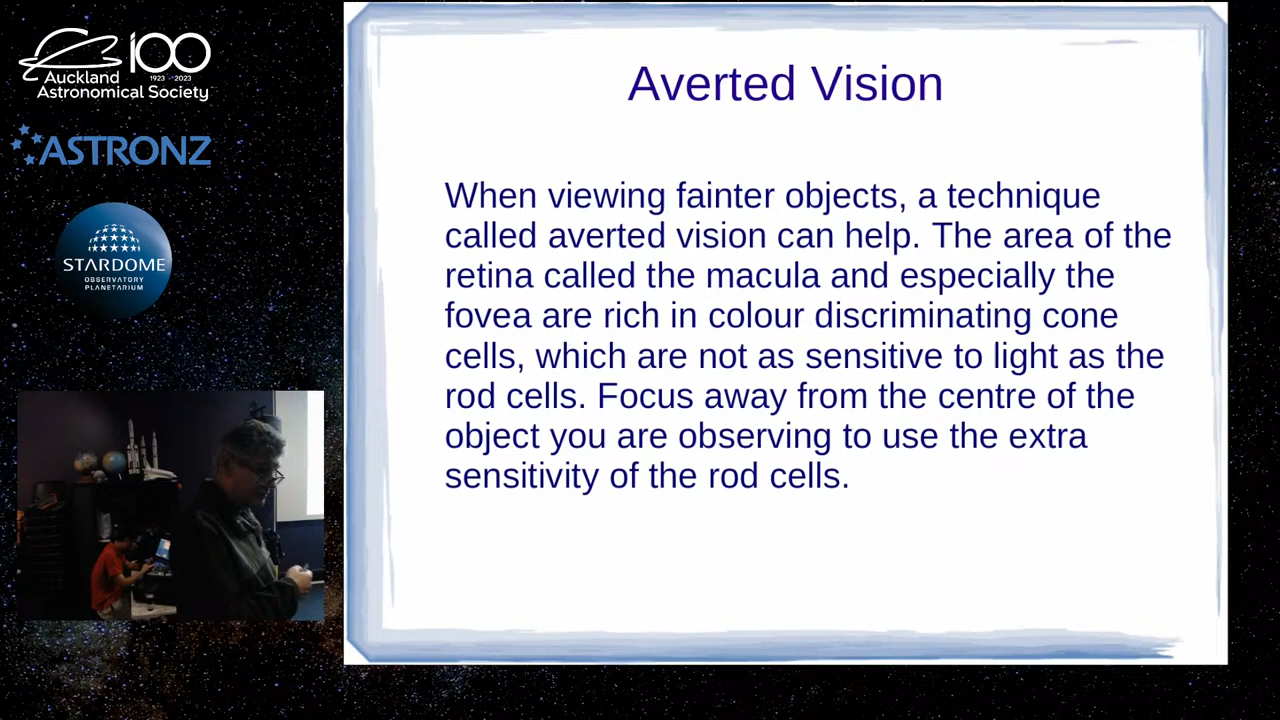 100
1923 - 2023
Auckland
Astronomical Society
ASTRONZ
STARDOME
OBSERVATORY
PLANETARIUM
Averted Vision
When viewing fainter objects, a technique
called averted vision can help. The area of the
retina called the macula and especially the
fovea are rich in colour discriminating cone
cells, which are not as sensitive to light as the
rod cells. Focus away from the centre of the
object you are observing to use the extra
sensitivity of the rod cells.